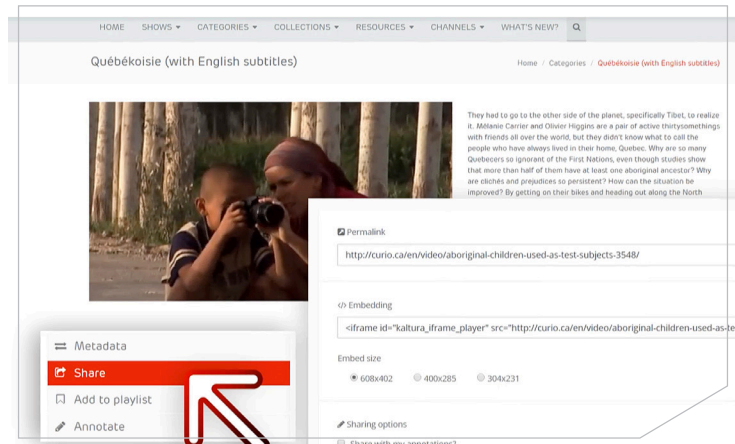 HOME SHOWS CATEGORIES COLLECTIONS RESOURCES CHANNELS WHAT'S NEW?
Québékoisie (with English subtitles)
Home / Categories / Québékoisie (with English subtitles)
They had to go to the other side of the planet, specifically Tibet, to realize
it. Mélanie Carrier and Olivier Higgins are a pair of active thirtysomethings
with friends all over the world, but they didn't know what to call the
people who have always lived in their home, Quebec. Why are so many
Quebecers so ignorant of the First Nations, even though studies show
that more than half of them have at least one aboriginal ancestor? Why
are clichés and prejudices so persistent? How can the situation be
improved? By getting on their bikes and heading out along the North
Permalink
http://curio.ca/en/video/aboriginal-children-used-as-test-subjects-3548/
</> Embedding
<iframe id="kaltura_iframe_player" src="http://curio.ca/en/video/aboriginal-children-used-as-te
Embed size
608x402 400x285 304x231
Sharing options
Share with my annotations?
Metadata
Share
Add to playlist
Annotate